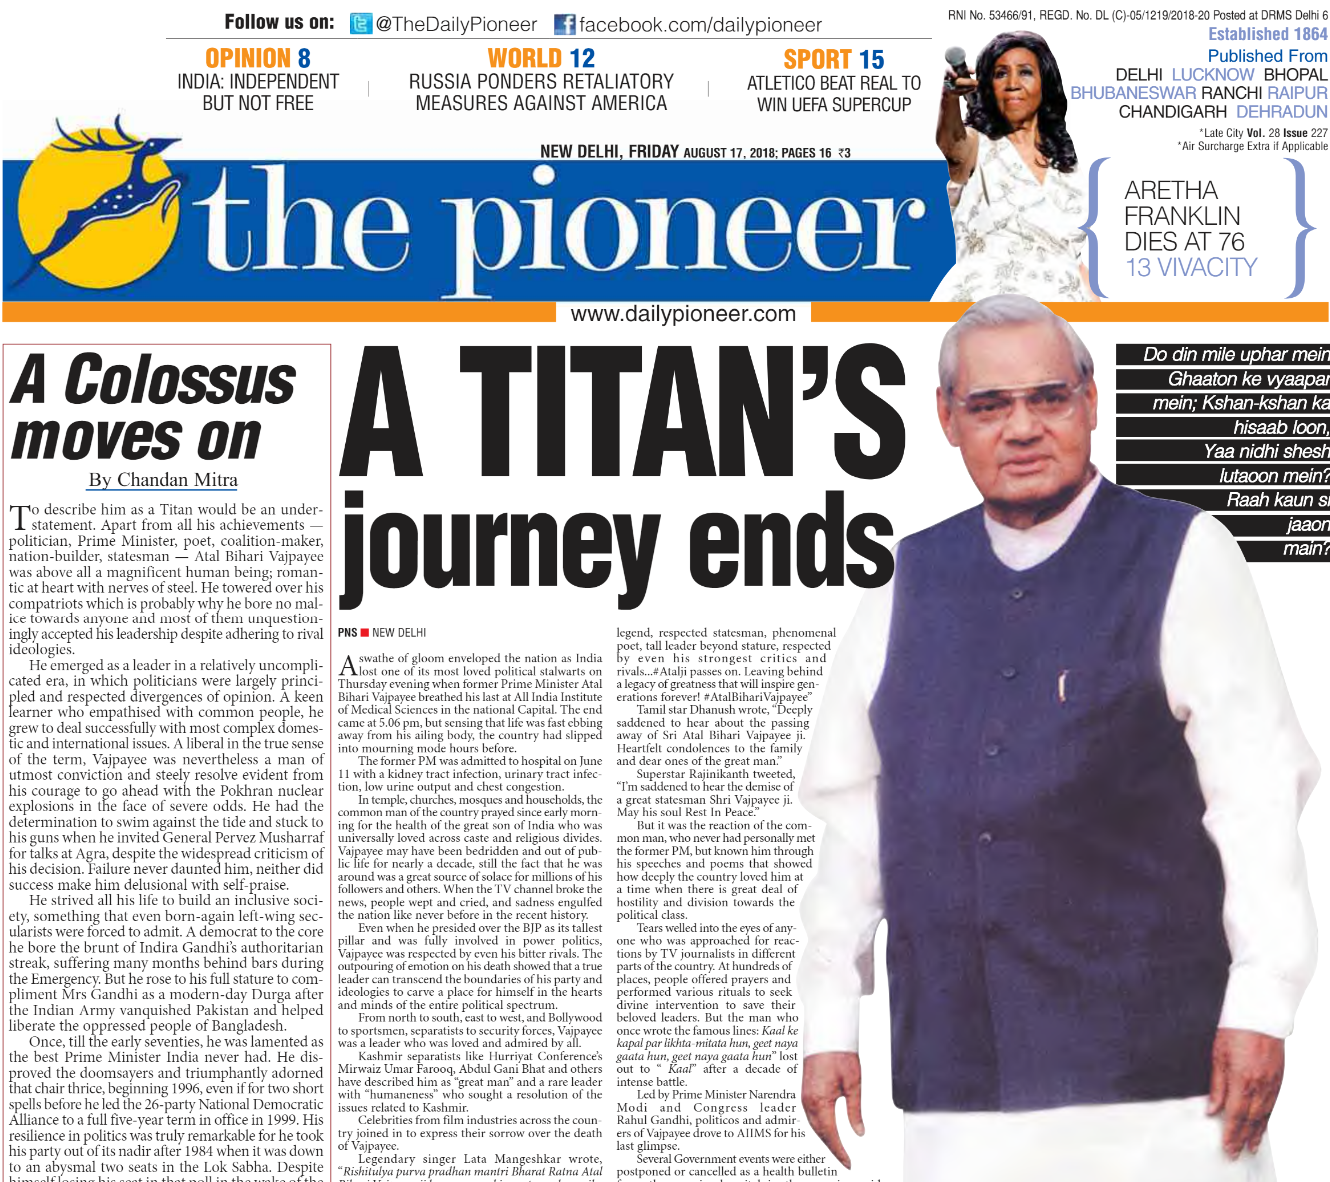 Follow us on: @TheDailyPioneer facebook.com/dailypioneer
RNI No. 53466/91, REGD. No. DL (C)-05/1219/2018-20 Posted at DRMS Delhi 6
Established 1864
Published From
DELHI LUCKNOW BHOPAL
BHUBANESWAR RANCHI RAIPUR
CHANDIGARH DEHRADUN
*Late City Vol. 28 Issue 227
*Air Surcharge Extra if Applicable
OPINION 8
INDIA: INDEPENDENT
BUT NOT FREE
WORLD 12
RUSSIA PONDERS RETALIATORY
MEASURES AGAINST AMERICA
SPORT 15
ATLETICO BEAT REAL TO
WIN UEFA SUPERCUP
NEW DELHI, FRIDAY AUGUST 17, 2018; PAGES 16 ₹3
the pioneer
ARETHA
FRANKLIN
DIES AT 76
13 VIVACITY
www.dailypioneer.com
A Colossus
moves on
By Chandan Mitra
To describe him as a Titan would be an under-
statement. Apart from all his achievements —
politician, Prime Minister, poet, coalition-maker,
nation-builder, statesman — Atal Bihari Vajpayee
was above all a magnificent human being; roman-
tic at heart with nerves of steel. He towered over his
compatriots which is probably why he bore no mal-
ice towards anyone and most of them unquestion-
ingly accepted his leadership despite adhering to rival
ideologies.
He emerged as a leader in a relatively uncompli-
cated era, in which politicians were largely princi-
pled and respected divergences of opinion. A keen
learner who empathised with common people, he
grew to deal successfully with most complex domes-
tic and international issues. A liberal in the true sense
of the term, Vajpayee was nevertheless a man of
utmost conviction and steely resolve evident from
his courage to go ahead with the Pokhran nuclear
explosions in the face of severe odds. He had the
determination to swim against the tide and stuck to
his guns when he invited General Pervez Musharraf
for talks at Agra, despite the widespread criticism of
his decision. Failure never daunted him, neither did
success make him delusional with self-praise.
He strived all his life to build an inclusive soci-
ety, something that even born-again left-wing sec-
ularists were forced to admit. A democrat to the core
he bore the brunt of Indira Gandhi's authoritarian
streak, suffering many months behind bars during
the Emergency. But he rose to his full stature to com-
pliment Mrs Gandhi as a modern-day Durga after
the Indian Army vanquished Pakistan and helped
liberate the oppressed people of Bangladesh.
Once, till the early seventies, he was lamented as
the best Prime Minister India never had. He dis-
proved the doomsayers and triumphantly adorned
that chair thrice, beginning 1996, even if for two short
spells before he led the 26-party National Democratic
Alliance to a full five-year term in office in 1999. His
resilience in politics was truly remarkable for he took
his party out of its nadir after 1984 when it was down
to an abysmal two seats in the Lok Sabha. Despite
himself losing his seat in that poll in the wake of the
A TITAN'S
journey ends
PNS ■ NEW DELHI
A swathe of gloom enveloped the nation as India
lost one of its most loved political stalwarts on
Thursday evening when former Prime Minister Atal
Bihari Vajpayee breathed his last at All India Institute
of Medical Sciences in the national Capital. The end
came at 5.06 pm, but sensing that life was fast ebbing
away from his ailing body, the country had slipped
into mourning mode hours before.
The former PM was admitted to hospital on June
11 with a kidney tract infection, urinary tract infec-
tion, low urine output and chest congestion.
In temple, churches, mosques and households, the
common man of the country prayed since early morn-
ing for the health of the great son of India who was
universally loved across caste and religious divides.
Vajpayee may have been bedridden and out of pub-
lic life for nearly a decade, still the fact that he was
around was a great source of solace for millions of his
followers and others. When the TV channel broke the
news, people wept and cried, and sadness engulfed
the nation like never before in the recent history.
Even when he presided over the BJP as its tallest
pillar and was fully involved in power politics,
Vajpayee was respected by even his bitter rivals. The
outpouring of emotion on his death showed that a true
leader can transcend the boundaries of his party and
ideologies to carve a place for himself in the hearts
and minds of the entire political spectrum.
From north to south, east to west, and Bollywood
to sportsmen, separatists to security forces, Vajpayee
was a leader who was loved and admired by all.
Kashmir separatists like Hurriyat Conference's
Mirwaiz Umar Farooq, Abdul Gani Bhat and others
have described him as "great man" and a rare leader
with "humaneness" who sought a resolution of the
issues related to Kashmir.
Celebrities from film industries across the coun-
try joined in to express their sorrow over the death
of Vajpayee.
Legendary singer Lata Mangeshkar wrote,
"Rishitulya purva pradhan mantri Bharat Ratna Atal
legend, respected statesman, phenomenal
poet, tall leader beyond stature, respected
by even his strongest critics and
rivals...#Atalji passes on. Leaving behind
a legacy of greatness that will inspire gen-
erations forever! #AtalBihariVajpayee"
Tamil star Dhanush wrote, "Deeply
saddened to hear about the passing
away of Sri Atal Bihari Vajpayee ji.
Heartfelt condolences to the family
and dear ones of the great man."
Superstar Rajinikanth tweeted,
"I'm saddened to hear the demise of
a great statesman Shri Vajpayee ji.
May his soul Rest In Peace."
But it was the reaction of the com-
mon man, who never had personally met
the former PM, but known him through
his speeches and poems that showed
how deeply the country loved him at
a time when there is great deal of
hostility and division towards the
political class.
Tears welled into the eyes of any-
one who was approached for reac-
tions by TV journalists in different
parts of the country. At hundreds of
places, people offered prayers and
performed various rituals to seek
divine intervention to save their
beloved leaders. But the man who
once wrote the famous lines: Kaal ke
kapal par likhta-mitata hun, geet naya
gaata hun, geet naya gaata hun" lost
out to " Kaal" after a decade of
intense battle.
Led by Prime Minister Narendra
Modi and Congress leader
Rahul Gandhi, politicos and admir-
ers of Vajpayee drove to AIIMS for his
last glimpse.
Several Government events were either
postponed or cancelled as a health bulletin
Do din mile uphar mein
Ghaaton ke vyaapar
mein; Kshan-kshan ka
hisaab loon,
Yaa nidhi shesh
lutaoon mein?
Raah kaun si
jaaon
main?